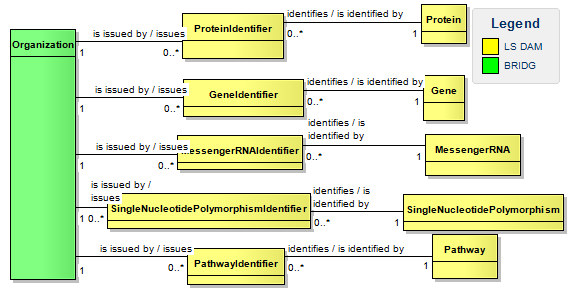 Organization
is issued by / issues
1
0..*
ProteinIdentifier
identifies / is identified by
0..*
1
Protein
is issued by / issues
1
0..*
GeneIdentifier
identifies / is identified by
0..*
1
Gene
is issued by / issues
1
0..*
essengerRNAIdentifier
identifies / is
identified by
0..*
1
MessengerRNA
is issued by /
issues
1
0..*
SingleNucleotidePolymorphismIdentifier
identifies / is
identified by
0..*
1
SingleNucleotidePolymorphism
is issued by / issues
1
0..*
PathwayIdentifier
identifies / is identified by
0..*
1
Pathway
Legend
LS DAM
BRIDG